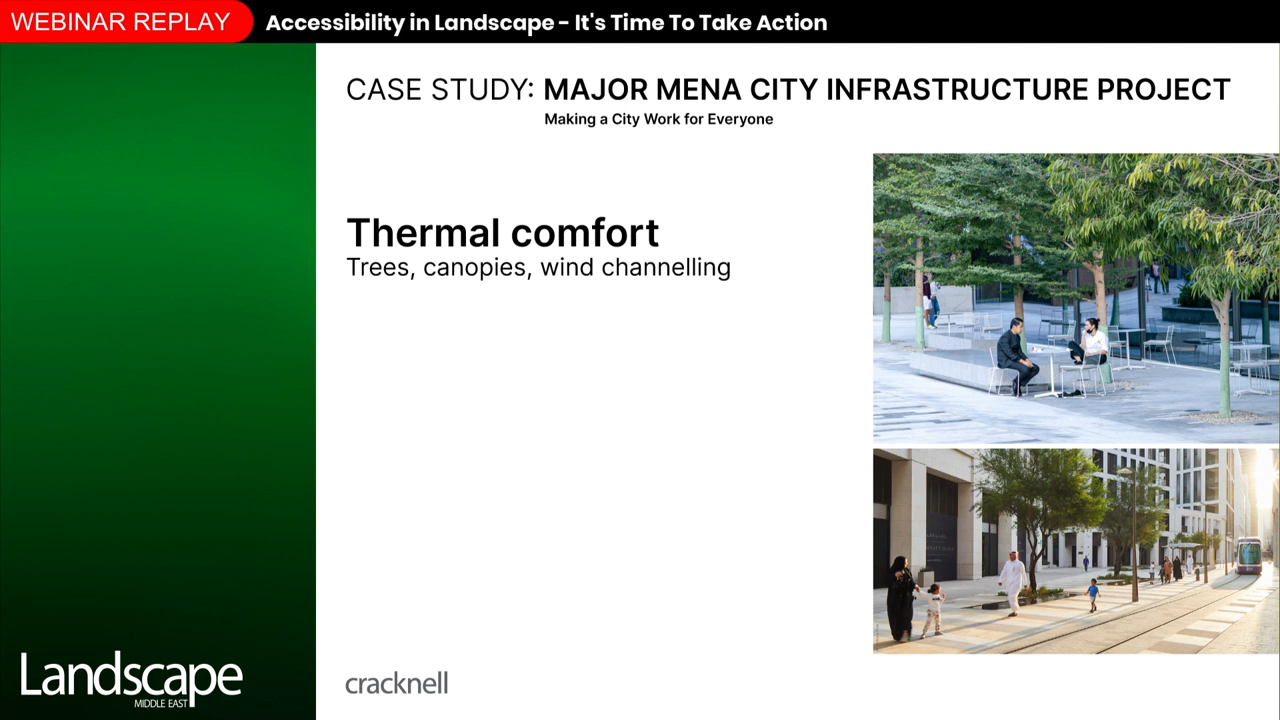 WEBINAR REPLAY
Accessibility in Landscape - It's Time To Take Action
CASE STUDY: MAJOR MENA CITY INFRASTRUCTURE PROJECT
Making a City Work for Everyone
Thermal comfort
Trees, canopies, wind channelling
Landscape
MIDDLE EAST
cracknell